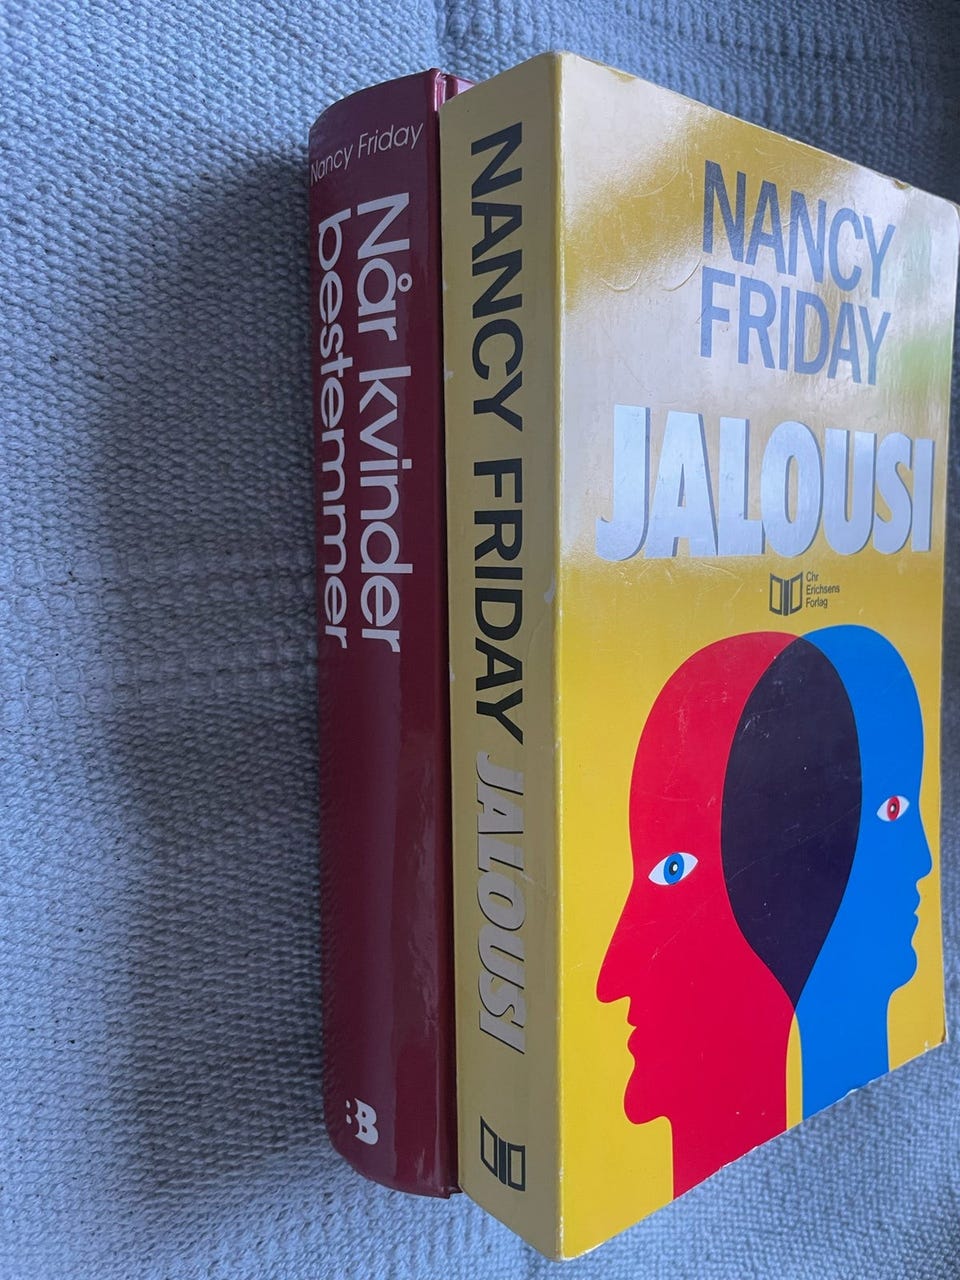 Nancy Friday
Når kvinder
bestemmer
B
NANCY FRIDAY JALOUSI
NANCY
FRIDAY
JALOUSI
Chr
Erichsens
Forlag